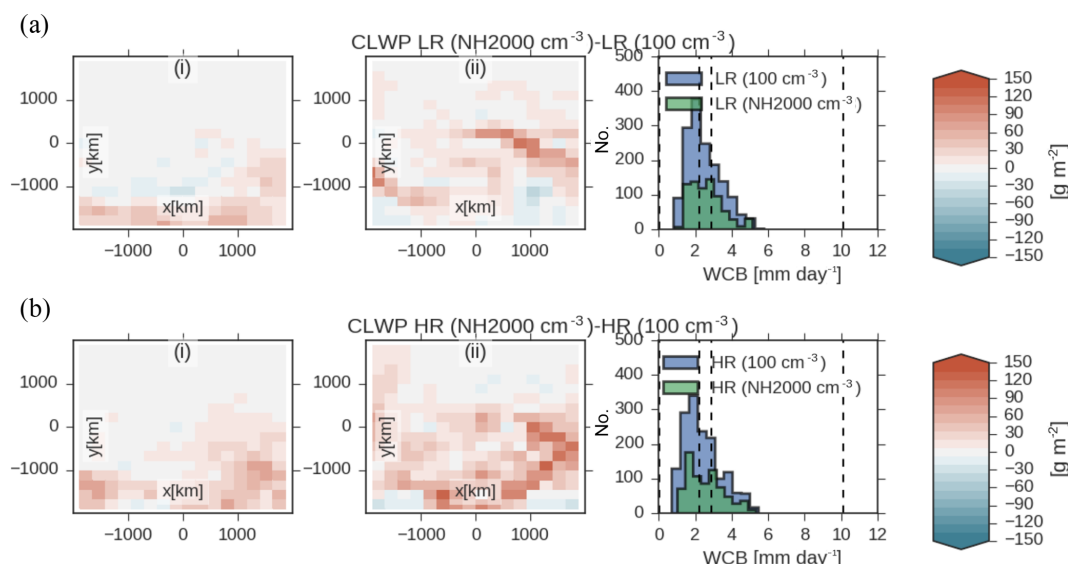 (a)
CLWP LR (NH2000 cm⁻³)-LR (100 cm⁻³)
(i)
(ii)
1000
0
−1000
y[km]
x[km]
−1000 0 1000
1000
0
−1000
y[km]
x[km]
−1000 0 1000
500
400
300
200
100
0
No.
LR (100 cm⁻³)
LR (NH2000 cm⁻³)
0 2 4 6 8 10 12
WCB [mm day⁻¹]
150
120
90
60
30
0
−30
−60
−90
−120
−150
[g m⁻²]
(b)
CLWP HR (NH2000 cm⁻³)-HR (100 cm⁻³)
(i)
(ii)
1000
0
−1000
y[km]
x[km]
−1000 0 1000
1000
0
−1000
y[km]
x[km]
−1000 0 1000
500
400
300
200
100
0
No.
HR (100 cm⁻³)
HR (NH2000 cm⁻³)
0 2 4 6 8 10 12
WCB [mm day⁻¹]
150
120
90
60
30
0
−30
−60
−90
−120
−150
[g m⁻²]